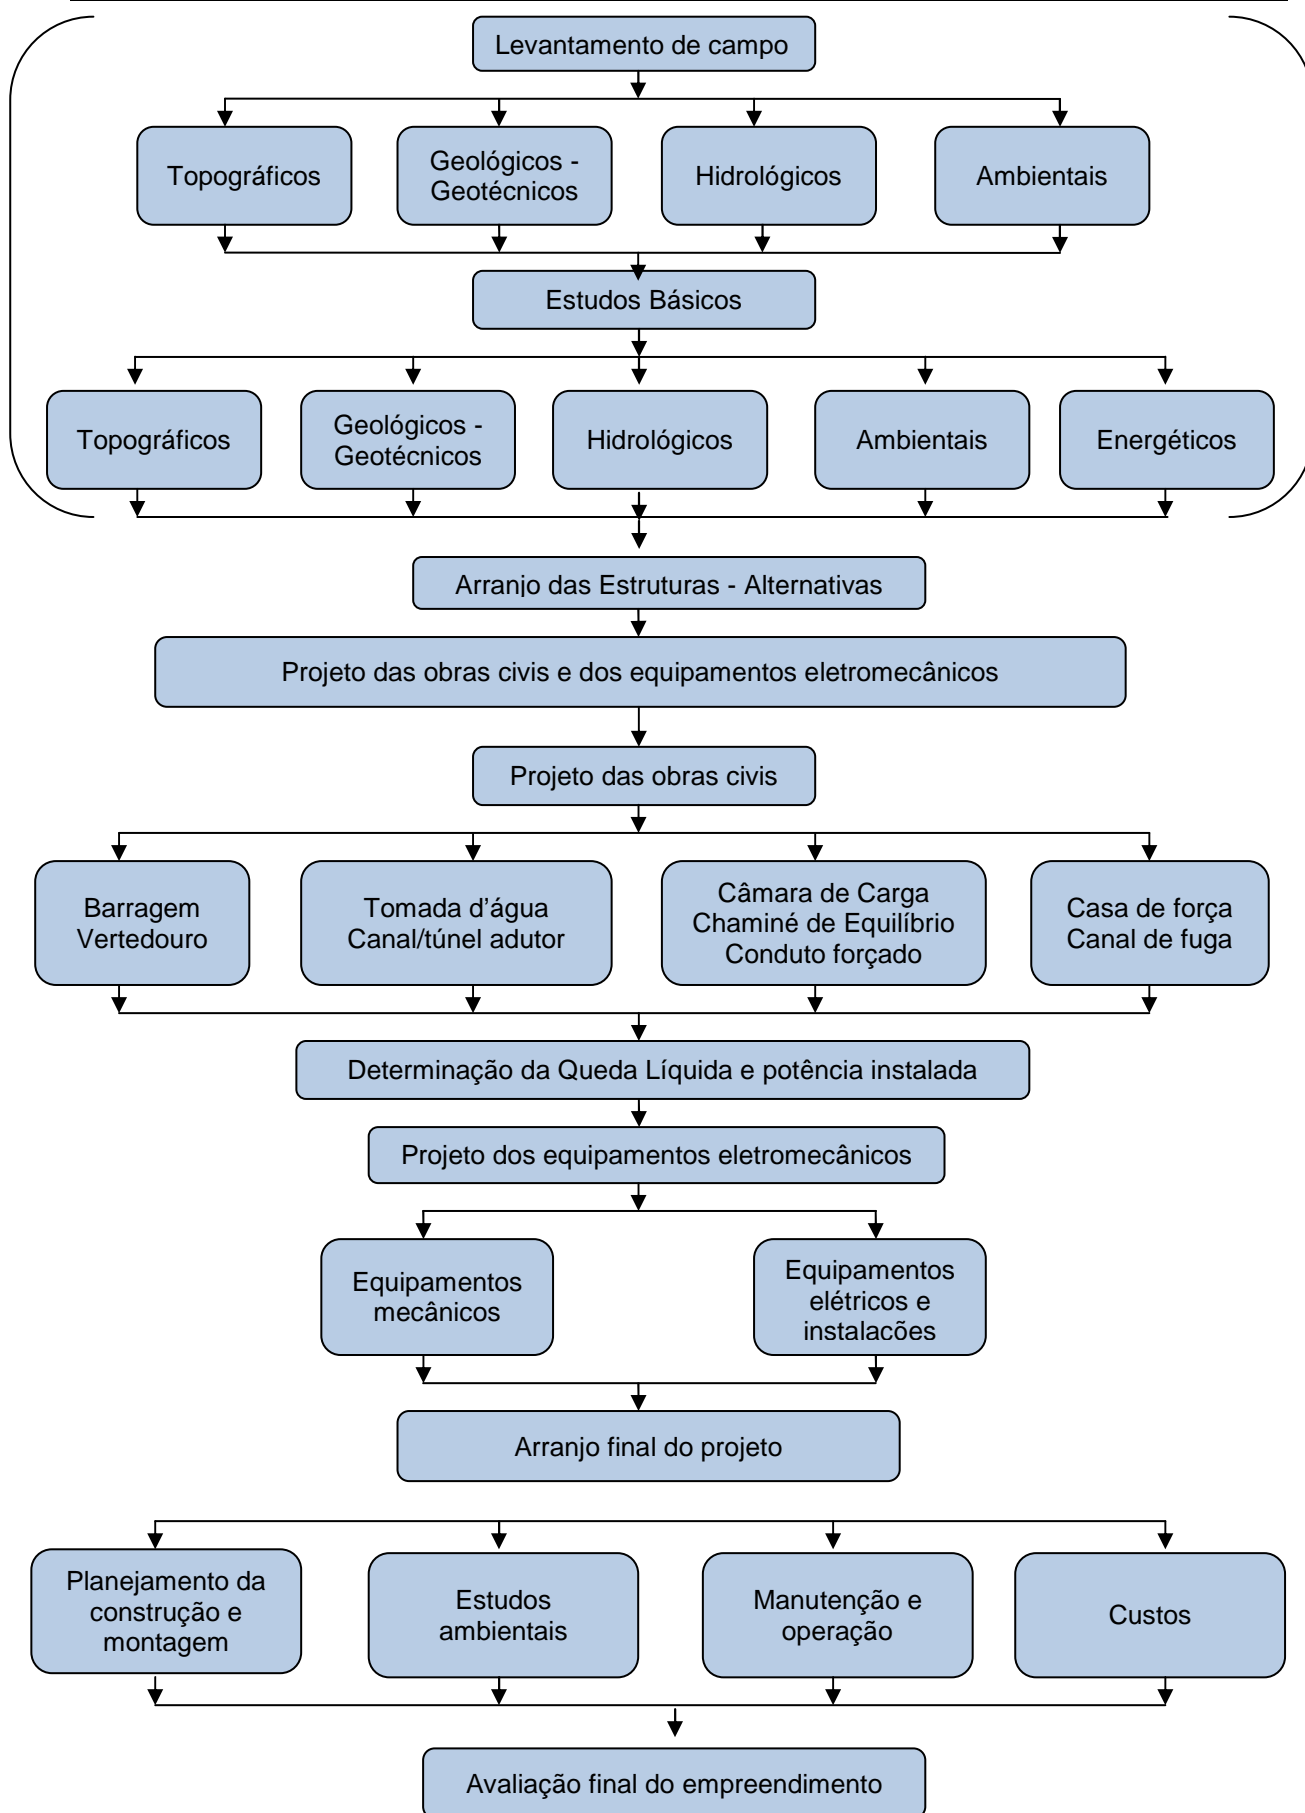 Levantamento de campo
Topográficos
Geológicos -
Geotécnicos
Hidrológicos
Ambientais
Estudos Básicos
Topográficos
Geológicos -
Geotécnicos
Hidrológicos
Ambientais
Energéticos
Arranjo das Estruturas - Alternativas
Projeto das obras civis e dos equipamentos eletromecânicos
Projeto das obras civis
Barragem
Vertedouro
Tomada d’água
Canal/túnel adutor
Câmara de Carga
Chaminé de Equilíbrio
Conduto forçado
Casa de força
Canal de fuga
Determinação da Queda Líquida e potência instalada
Projeto dos equipamentos eletromecânicos
Equipamentos
mecânicos
Equipamentos
elétricos e
instalações
Arranjo final do projeto
Planejamento da
construção e
montagem
Estudos
ambientais
Manutenção e
operação
Custos
Avaliação final do empreendimento